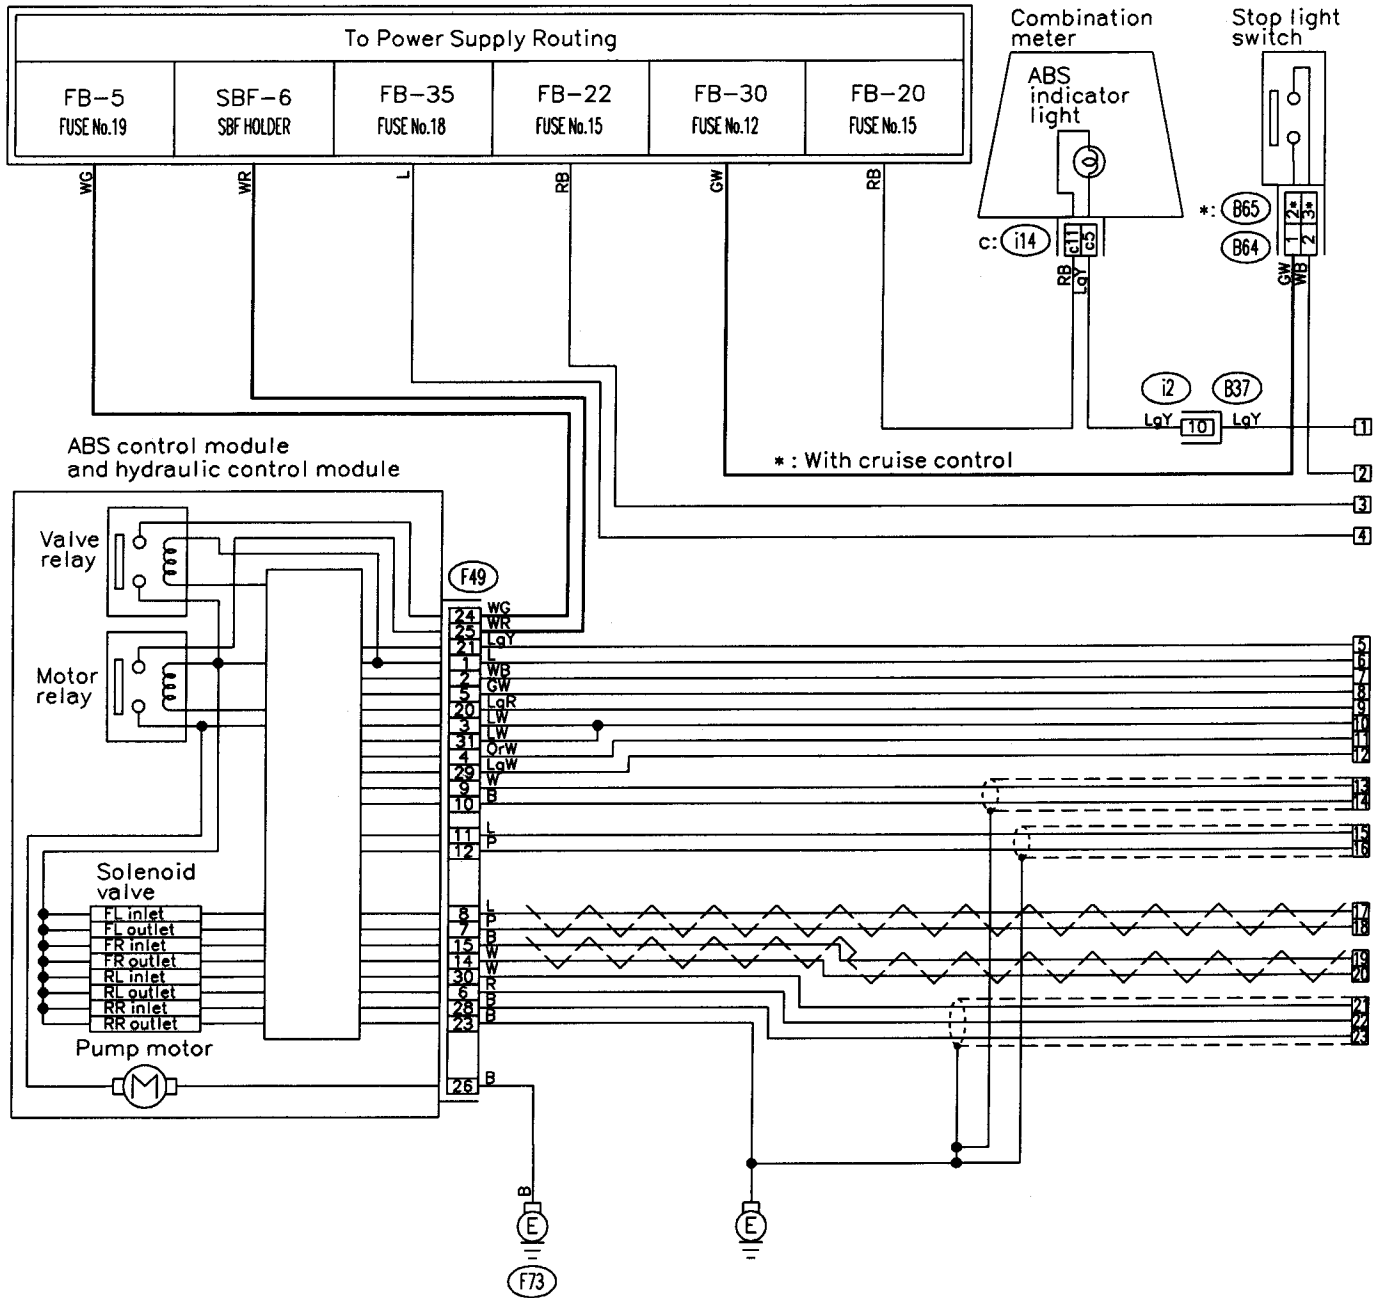 To Power Supply Routing
FB-5
FUSE No.19
SBF-6
SBF HOLDER
FB-35
FUSE No.18
FB-22
FUSE No.15
FB-30
FUSE No.12
FB-20
FUSE No.15
WG
WR
L
RB
GW
RB
Combination
meter
ABS
indicator
light
c: i14
c11
c5
RB
LgY
Stop light
switch
*: B65
2*
3*
B64
1
2
GW
WB
i2
B37
LgY
10
LgY
1
* : With cruise control
2
3
4
ABS control module
and hydraulic control module
Valve
relay
Motor
relay
F49
24 WG
25 WR
21 LgY 5
1 L 6
2 WB 7
5 GW 8
20 LgR 9
3 LW 10
31 LW 11
4 OrW 12
29 LgW
9 W 13
10 B 14
11 L 15
12 P 16
Solenoid
valve
FL inlet
FL outlet
FR inlet
FR outlet
RL inlet
RL outlet
RR inlet
RR outlet
8 L 17
7 P 18
15 B 19
14 W 20
30 W 21
6 R 22
28 B 23
23 B
Pump motor
M
26 B
B
E
F73
E